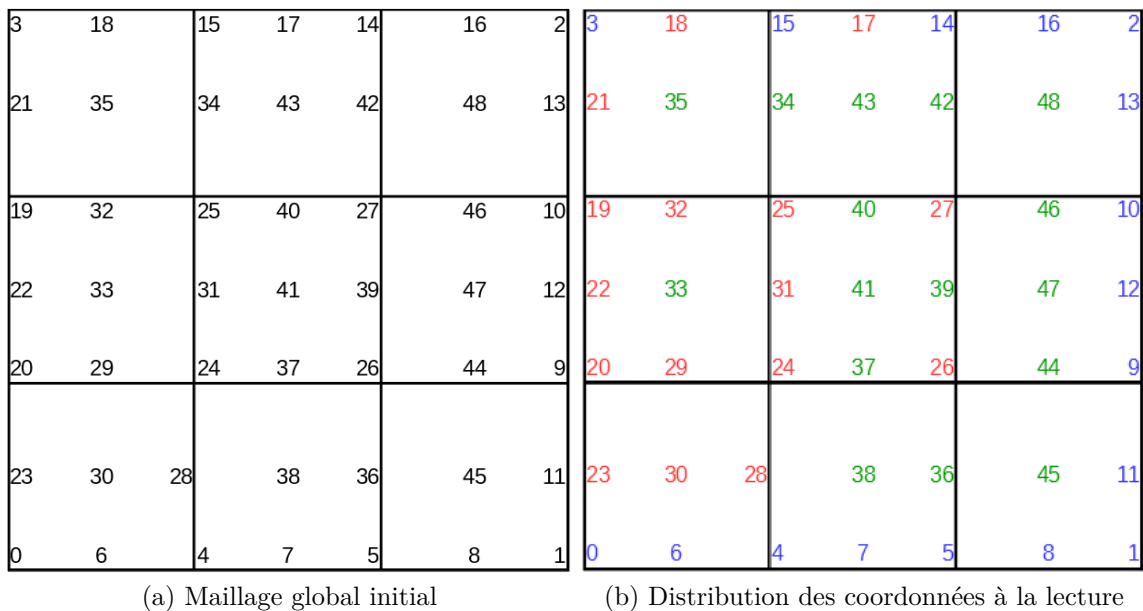 3 18 15 17 14 16 2
21 35 34 43 42 48 13
19 32 25 40 27 46 10
22 33 31 41 39 47 12
20 29 24 37 26 44 9
23 30 28 38 36 45 11
0 6 4 7 5 8 1
(a) Maillage global initial
3 18 15 17 14 16 2
21 35 34 43 42 48 13
19 32 25 40 27 46 10
22 33 31 41 39 47 12
20 29 24 37 26 44 9
23 30 28 38 36 45 11
0 6 4 7 5 8 1
(b) Distribution des coordonnées à la lecture